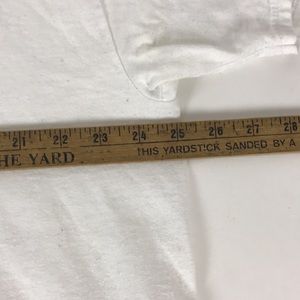 21 22 23 24 25 26 27 28
HE YARD THIS YARDSTICK SANDED BY A